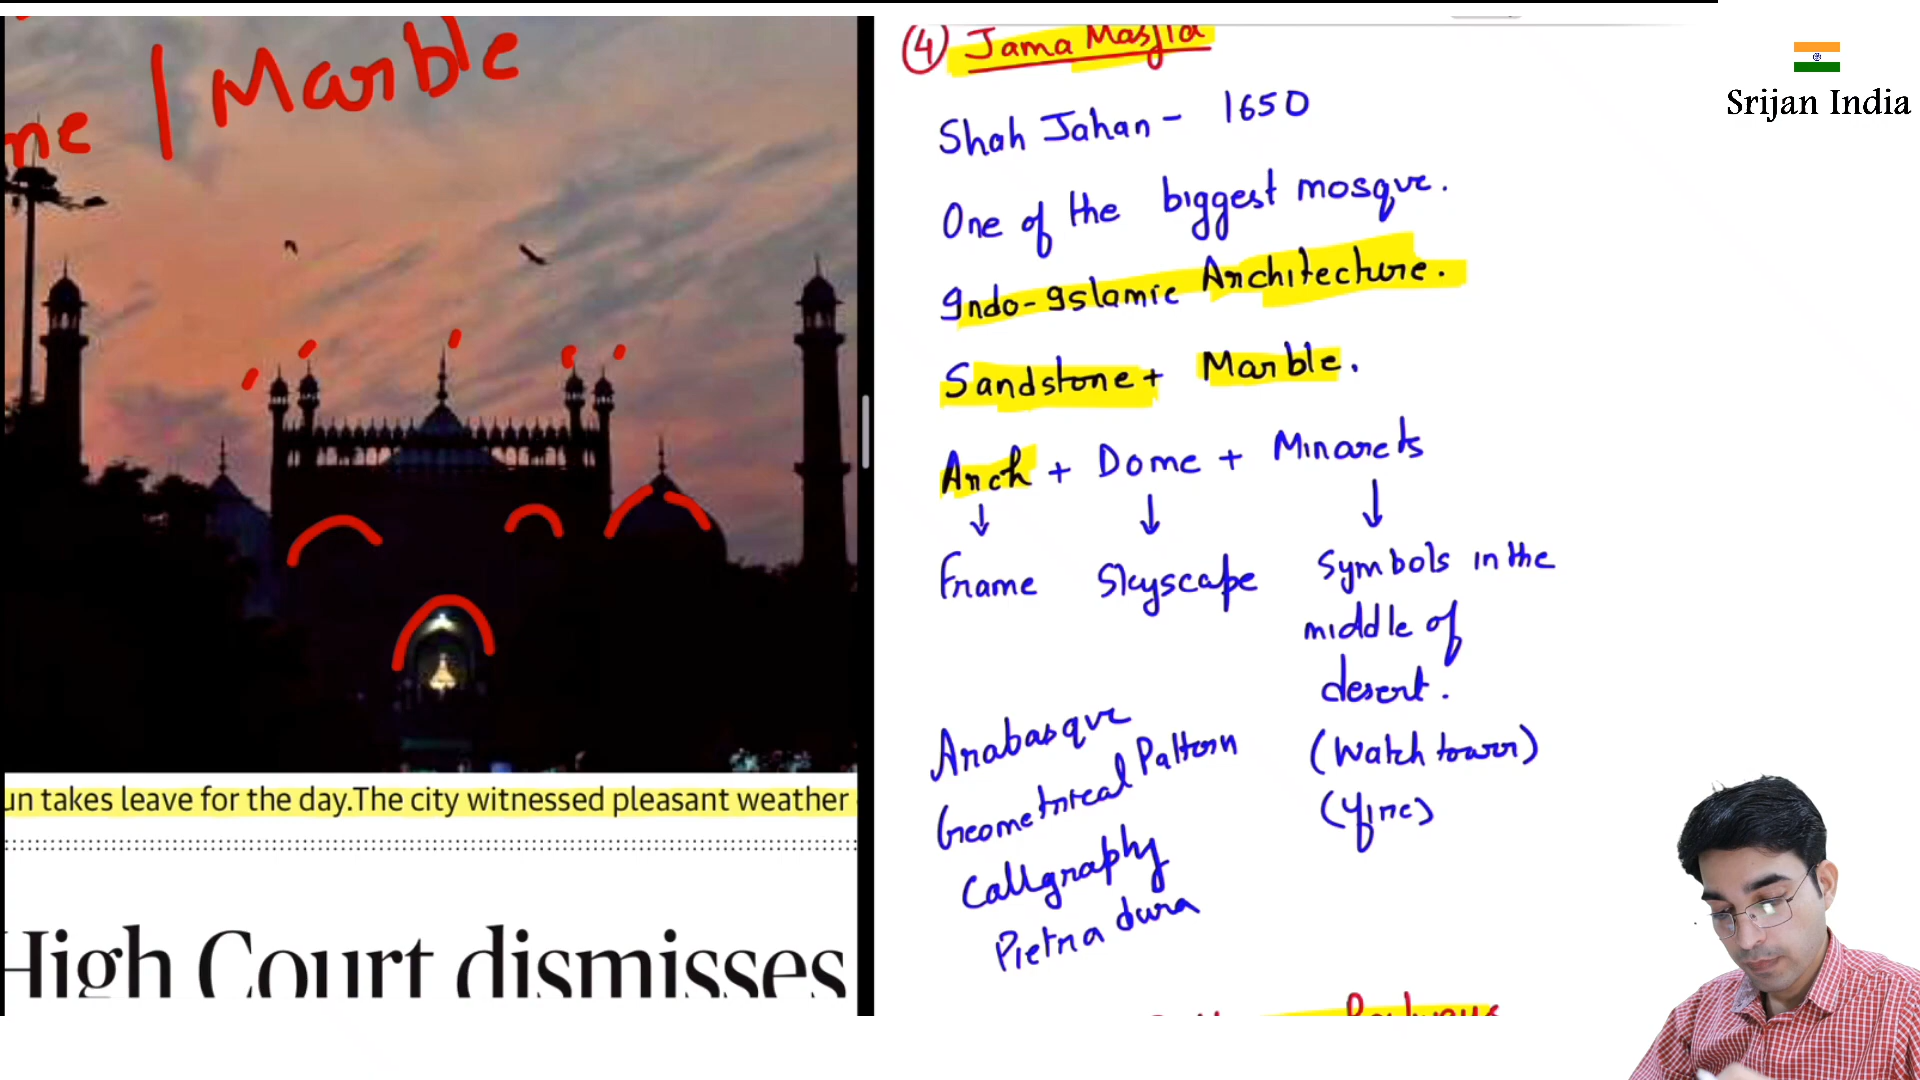 ne | Marble
un takes leave for the day.The city witnessed pleasant weather
High Court dismisses
(4) Jama Masjid
Shah Jahan - 1650
One of the biggest mosque.
Indo-Islamic Architecture.
Sandstone + Marble.
Arch + Dome + Minarets
↓ ↓ ↓
Frame Skyscape Symbols in the
middle of
desert.
(Watch tower)
(Fire)
Arabasque
Geometrical Pattern
Calligraphy
Pietra dura
Srijan India